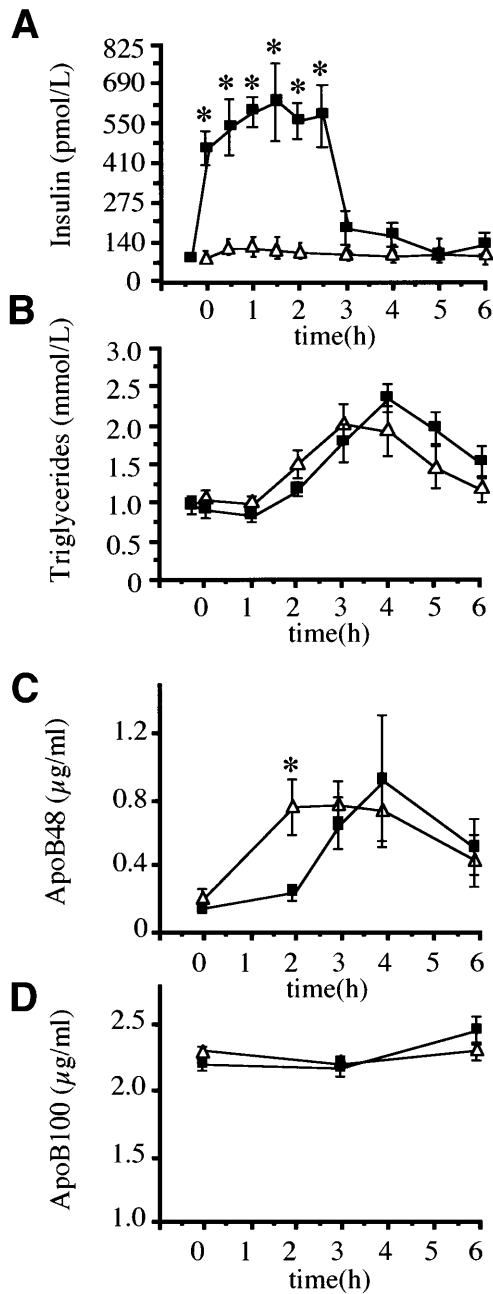 A
Insulin (pmol/L)
825
690
550
410
275
140
0
* * * * * *
0 1 2 3 4 5 6
time(h)
B
Triglycerides (mmol/L)
3.0
2.5
2.0
1.5
1.0
0.5
0
0 1 2 3 4 5 6
time(h)
C
ApoB48 (µg/ml)
1.2
0.8
0.4
0
*
0 1 2 3 4 5 6
time(h)
D
ApoB100 (µg/ml)
2.5
2.0
1.5
1.0
0 1 2 3 4 5 6
time(h)